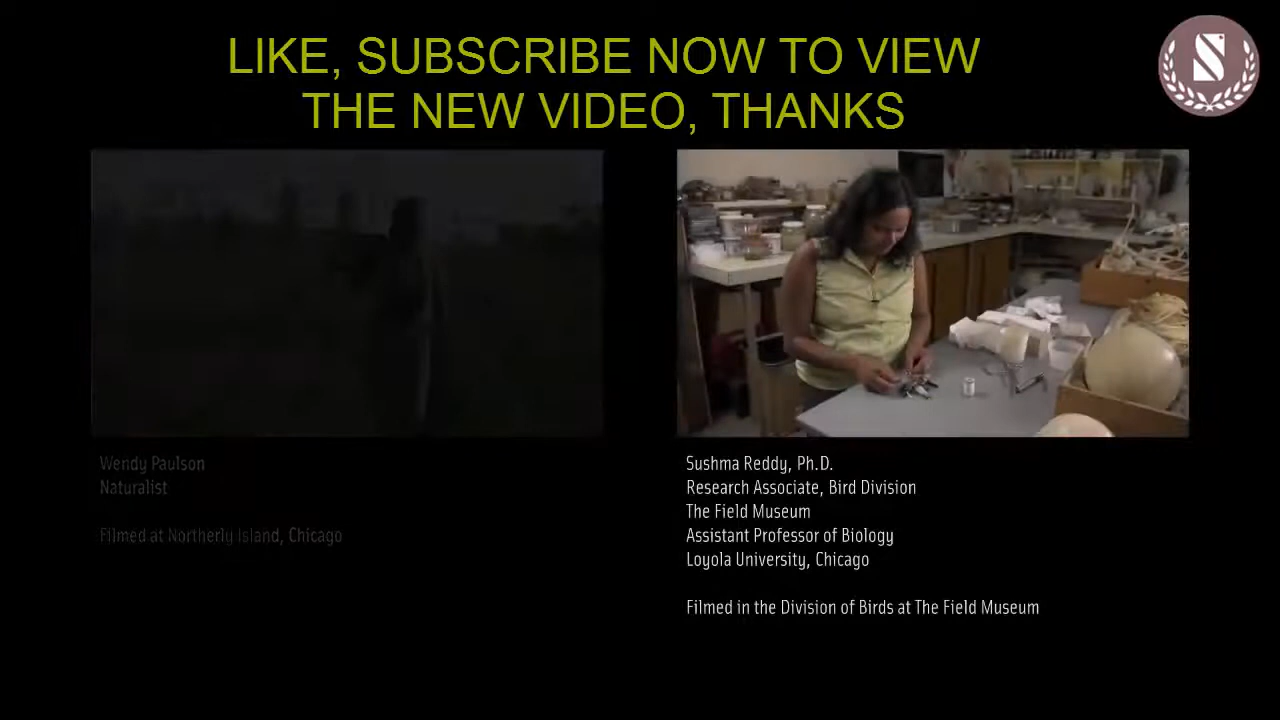 LIKE, SUBSCRIBE NOW TO VIEW
THE NEW VIDEO, THANKS
Wendy Paulson
Naturalist
Filmed at Northerly Island, Chicago
Sushma Reddy, Ph.D.
Research Associate, Bird Division
The Field Museum
Assistant Professor of Biology
Loyola University, Chicago
Filmed in the Division of Birds at The Field Museum